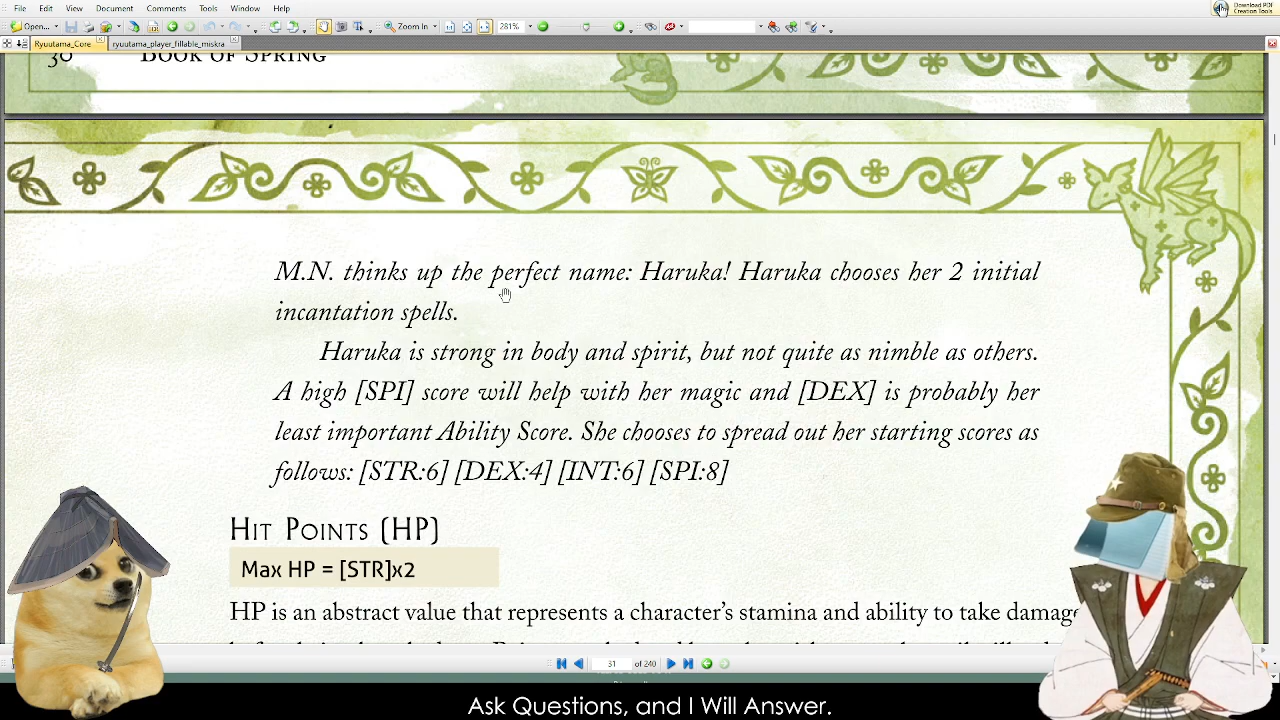 File Edit View Document Comments Tools Window Help
Download PDF
Creation Tools
Open... Zoom In 281%
Ryuutama_Core ryuutama_player_fillable_miskra
30 Book of Spring
M.N. thinks up the perfect name: Haruka! Haruka chooses her 2 initial
incantation spells.
Haruka is strong in body and spirit, but not quite as nimble as others.
A high [SPI] score will help with her magic and [DEX] is probably her
least important Ability Score. She chooses to spread out her starting scores as
follows: [STR:6] [DEX:4] [INT:6] [SPI:8]
Hit Points (HP)
Max HP = [STR]x2
HP is an abstract value that represents a character's stamina and ability to take damage
31 of 240
Ask Questions, and I Will Answer.